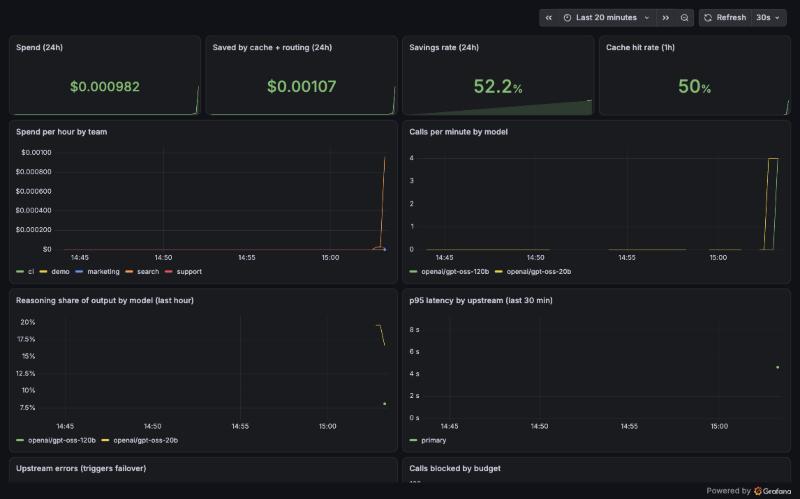 Last 20 minutes
Refresh 30s
Spend (24h)
$0.000982
Saved by cache + routing (24h)
$0.00107
Savings rate (24h)
52.2%
Cache hit rate (1h)
50%
Spend per hour by team
$0.00100
$0.000800
$0.000600
$0.000400
$0.000200
$0
14:45 14:50 14:55 15:00
ci demo marketing search support
Calls per minute by model
4
3
2
1
0
14:45 14:50 14:55 15:00
openai/gpt-oss-120b openai/gpt-oss-20b
Reasoning share of output by model (last hour)
20%
17.5%
15%
12.5%
10%
7.5%
14:45 14:50 14:55 15:00
openai/gpt-oss-120b openai/gpt-oss-20b
p95 latency by upstream (last 30 min)
8 s
6 s
4 s
2 s
0 s
14:45 14:50 14:55 15:00
primary
Upstream errors (triggers failover)
Calls blocked by budget
Powered by Grafana